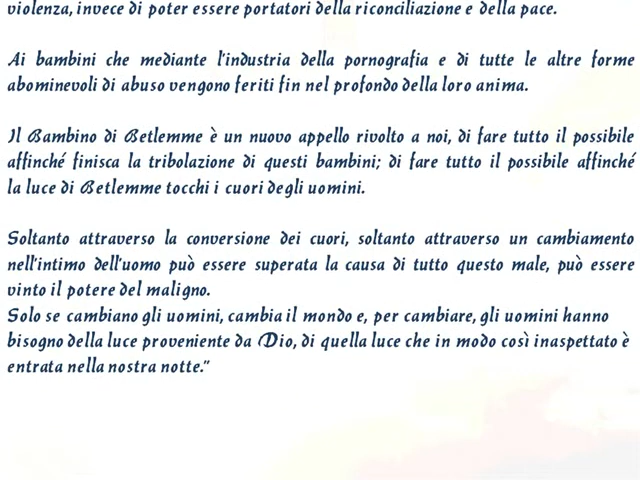 violenza, invece di poter essere portatori della riconciliazione e della pace.
Ai bambini che mediante l'industria della pornografia e di tutte le altre forme
abominevoli di abuso vengono feriti fin nel profondo della loro anima.
Il Bambino di Betlemme è un nuovo appello rivolto a noi, di fare tutto il possibile
affinché finisca la tribolazione di questi bambini; di fare tutto il possibile affinché
la luce di Betlemme tocchi i cuori degli uomini.
Soltanto attraverso la conversione dei cuori, soltanto attraverso un cambiamento
nell'intimo dell'uomo può essere superata la causa di tutto questo male, può essere
vinto il potere del maligno.
Solo se cambiano gli uomini, cambia il mondo e, per cambiare, gli uomini hanno
bisogno della luce proveniente da Dio, di quella luce che in modo così inaspettato è
entrata nella nostra notte."